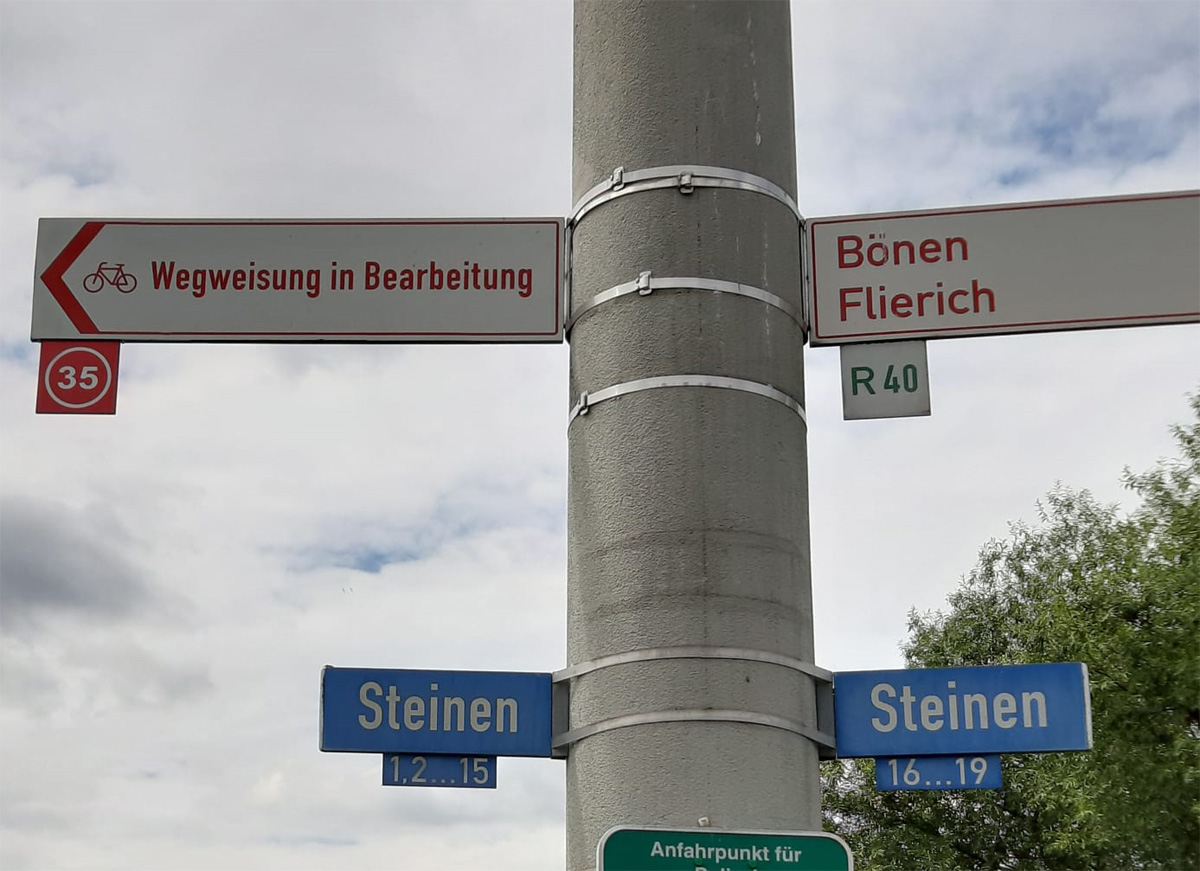 Wegweisung in Bearbeitung
35
Bönen
Flierich
R 40
Steinen
1,2...15
Steinen
16...19
Anfahrpunkt für